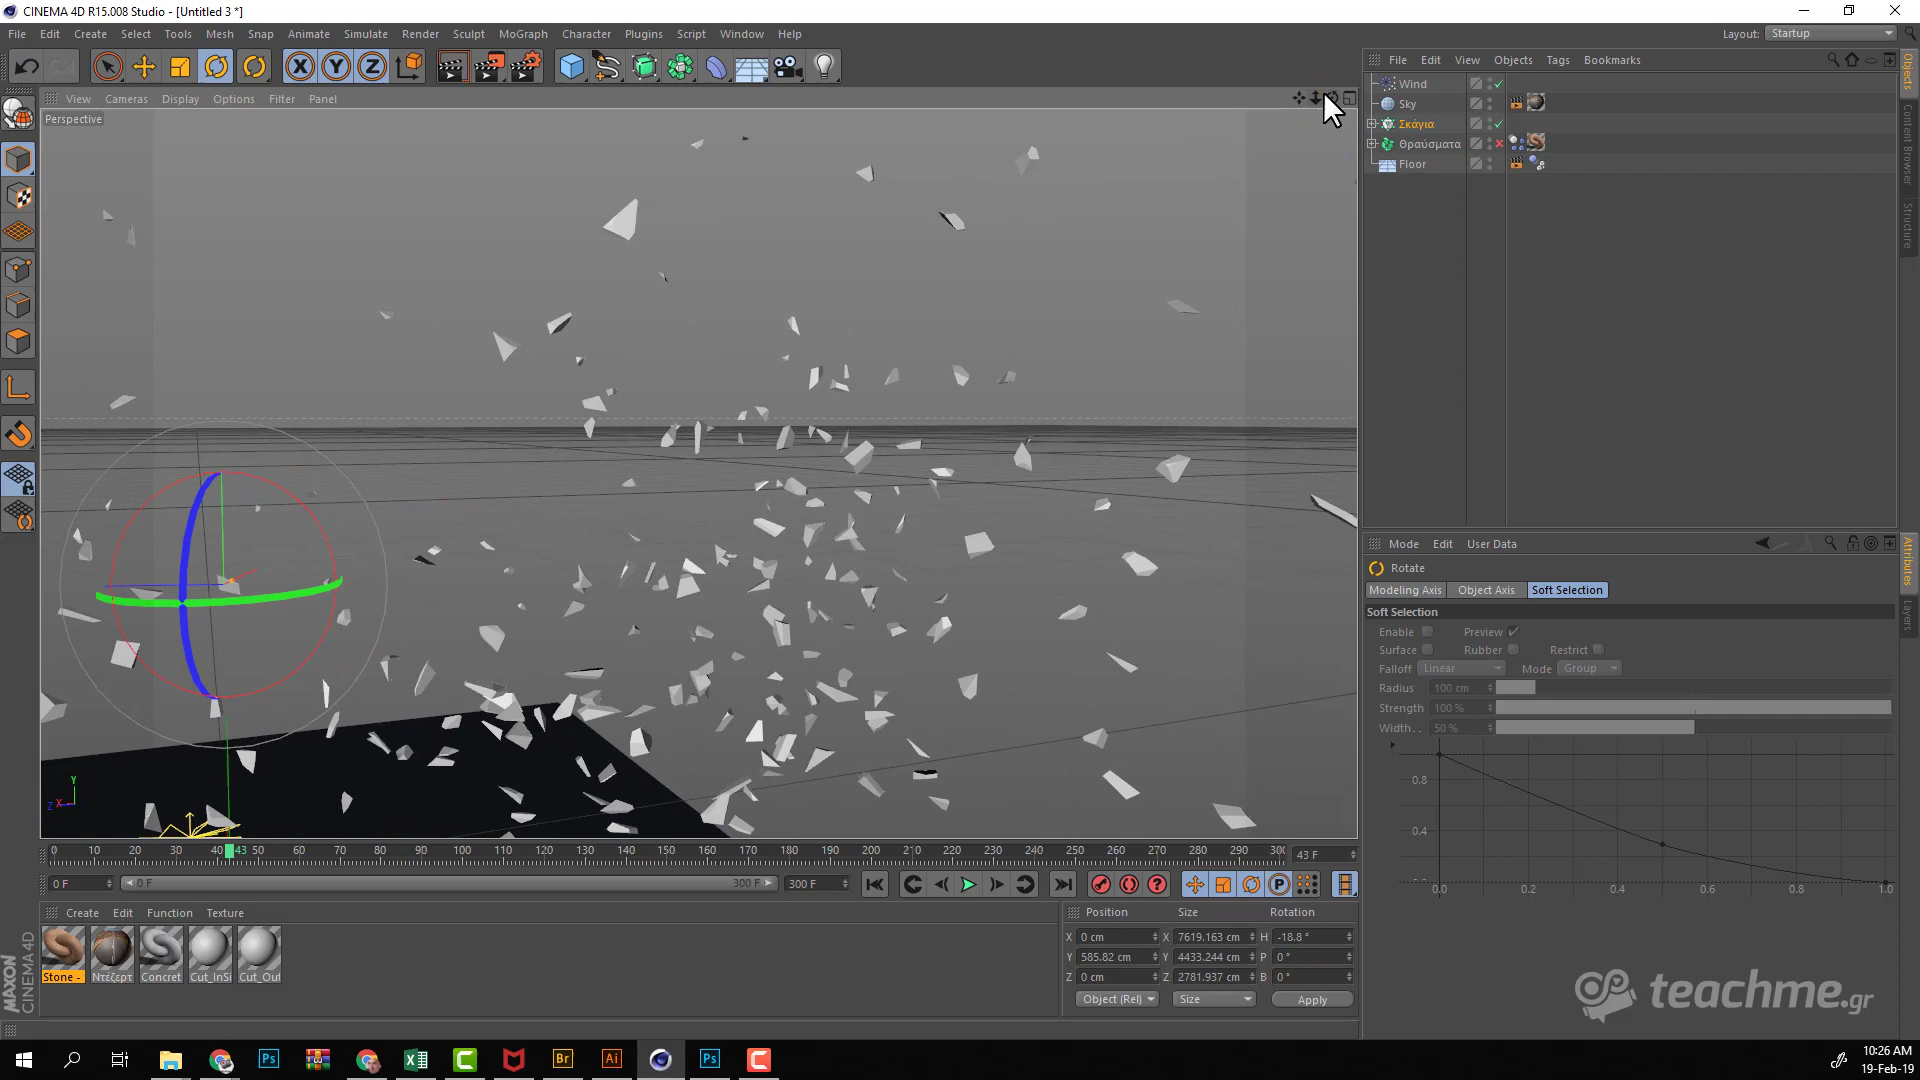 CINEMA 4D R15.008 Studio - [Untitled 3 *]
File Edit Create Select Tools Mesh Snap Animate Simulate Render Sculpt MoGraph Character Plugins Script Window Help
Layout: Startup
View Cameras Display Options Filter Panel
Perspective
File Edit View Objects Tags Bookmarks
Wind
Sky
Σκάγια
Θραύσματα
Floor
Objects
Content Browser
Structure
Mode Edit User Data
Rotate
Modeling Axis Object Axis Soft Selection
Soft Selection
Enable Preview
Surface Rubber Restrict
Falloff Linear Mode Group
Radius 100 cm
Strength 100 %
Width. . 50 %
0.8
0.4
0.0 0.2 0.4 0.6 0.8 1.0
Attributes
Layers
Y
Z X
0 10 20 30 40 43 50 60 70 80 90 100 110 120 130 140 150 160 170 180 190 200 210 220 230 240 250 260 270 280 290 300
43 F
0 F 0 F 300 F 300 F
Create Edit Function Texture
Stone - Ντέζερτ Concret Cut_InSi Cut_Out
MAXON
CINEMA 4D
Position Size Rotation
X 0 cm X 7619.163 cm H -18.8 °
Y 585.82 cm Y 4433.244 cm P 0 °
Z 0 cm Z 2781.937 cm B 0 °
Object (Rel) Size Apply
teachme.gr
10:26 AM
19-Feb-19